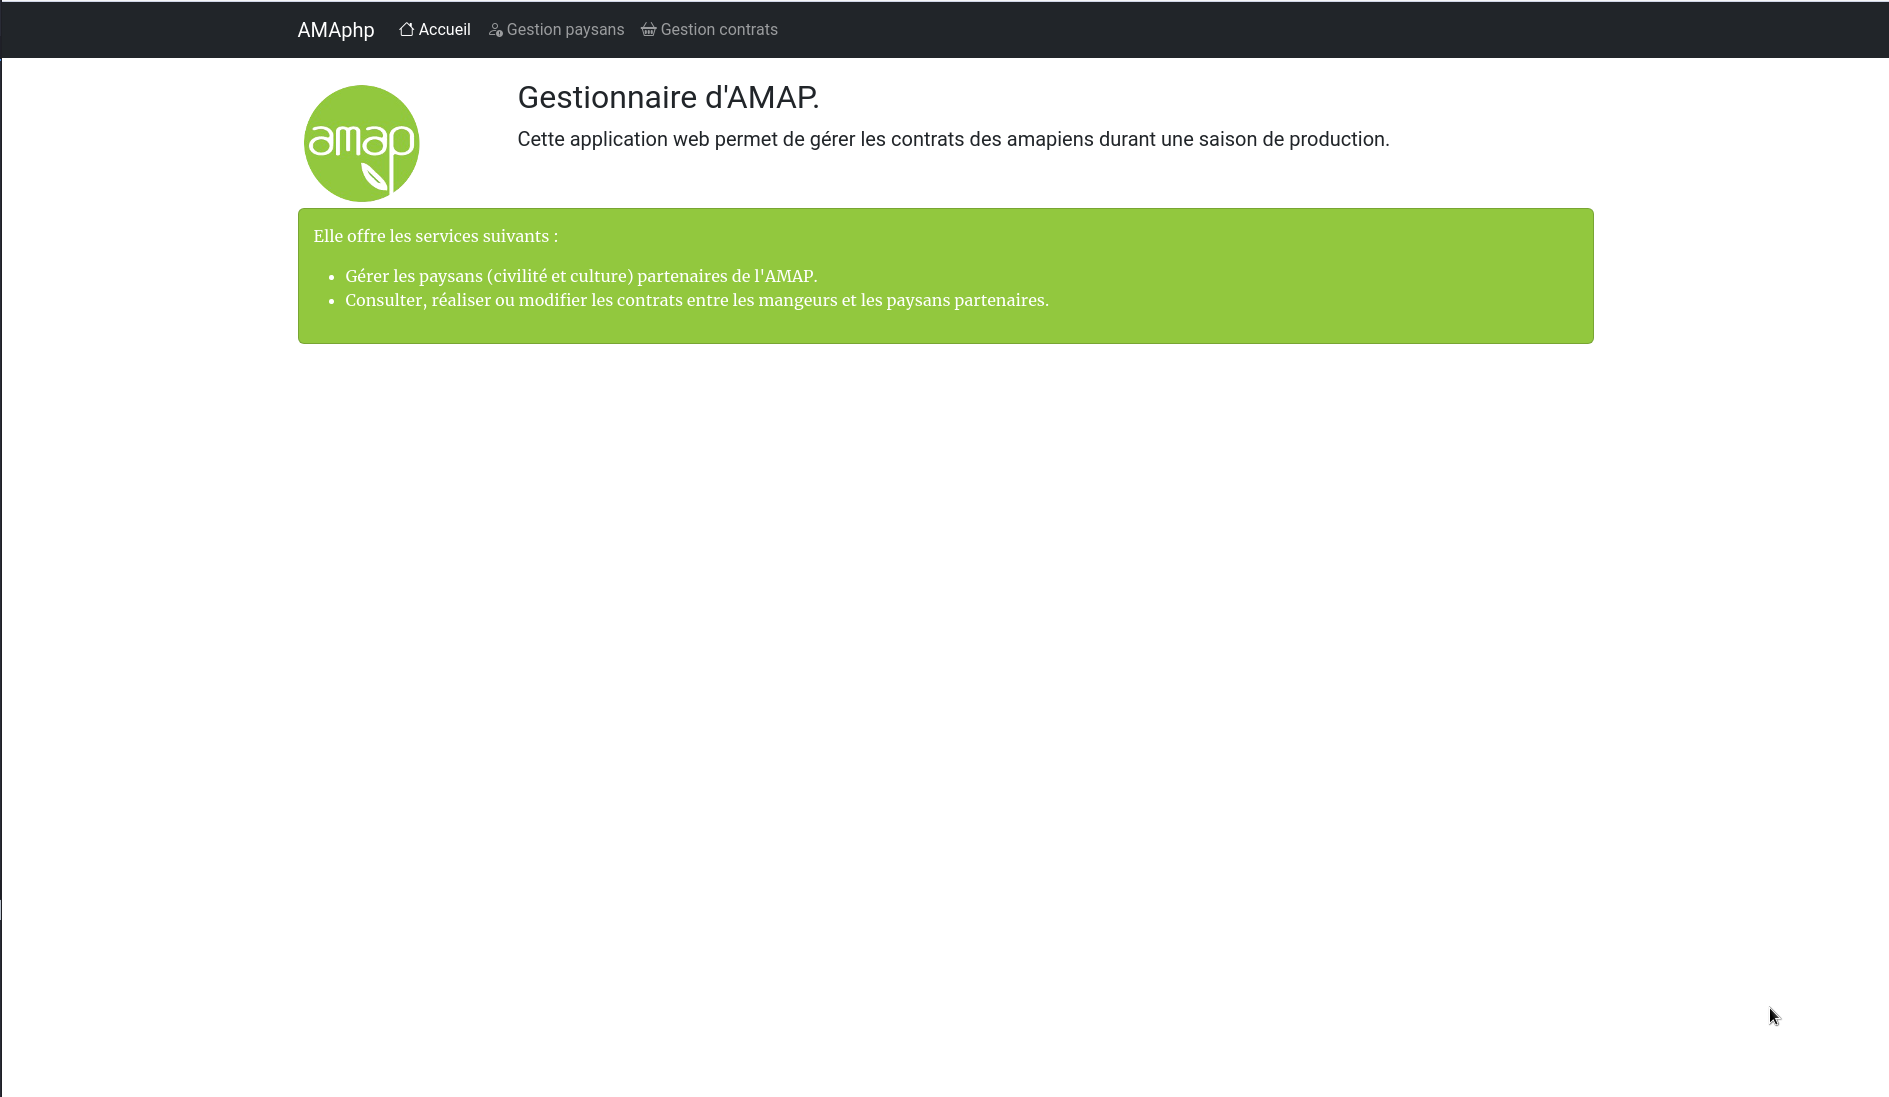 AMAphp Accueil Gestion paysans Gestion contrats
amap
Gestionnaire d'AMAP.
Cette application web permet de gérer les contrats des amapiens durant une saison de production.
Elle offre les services suivants :
• Gérer les paysans (civilité et culture) partenaires de l'AMAP.
• Consulter, réaliser ou modifier les contrats entre les mangeurs et les paysans partenaires.